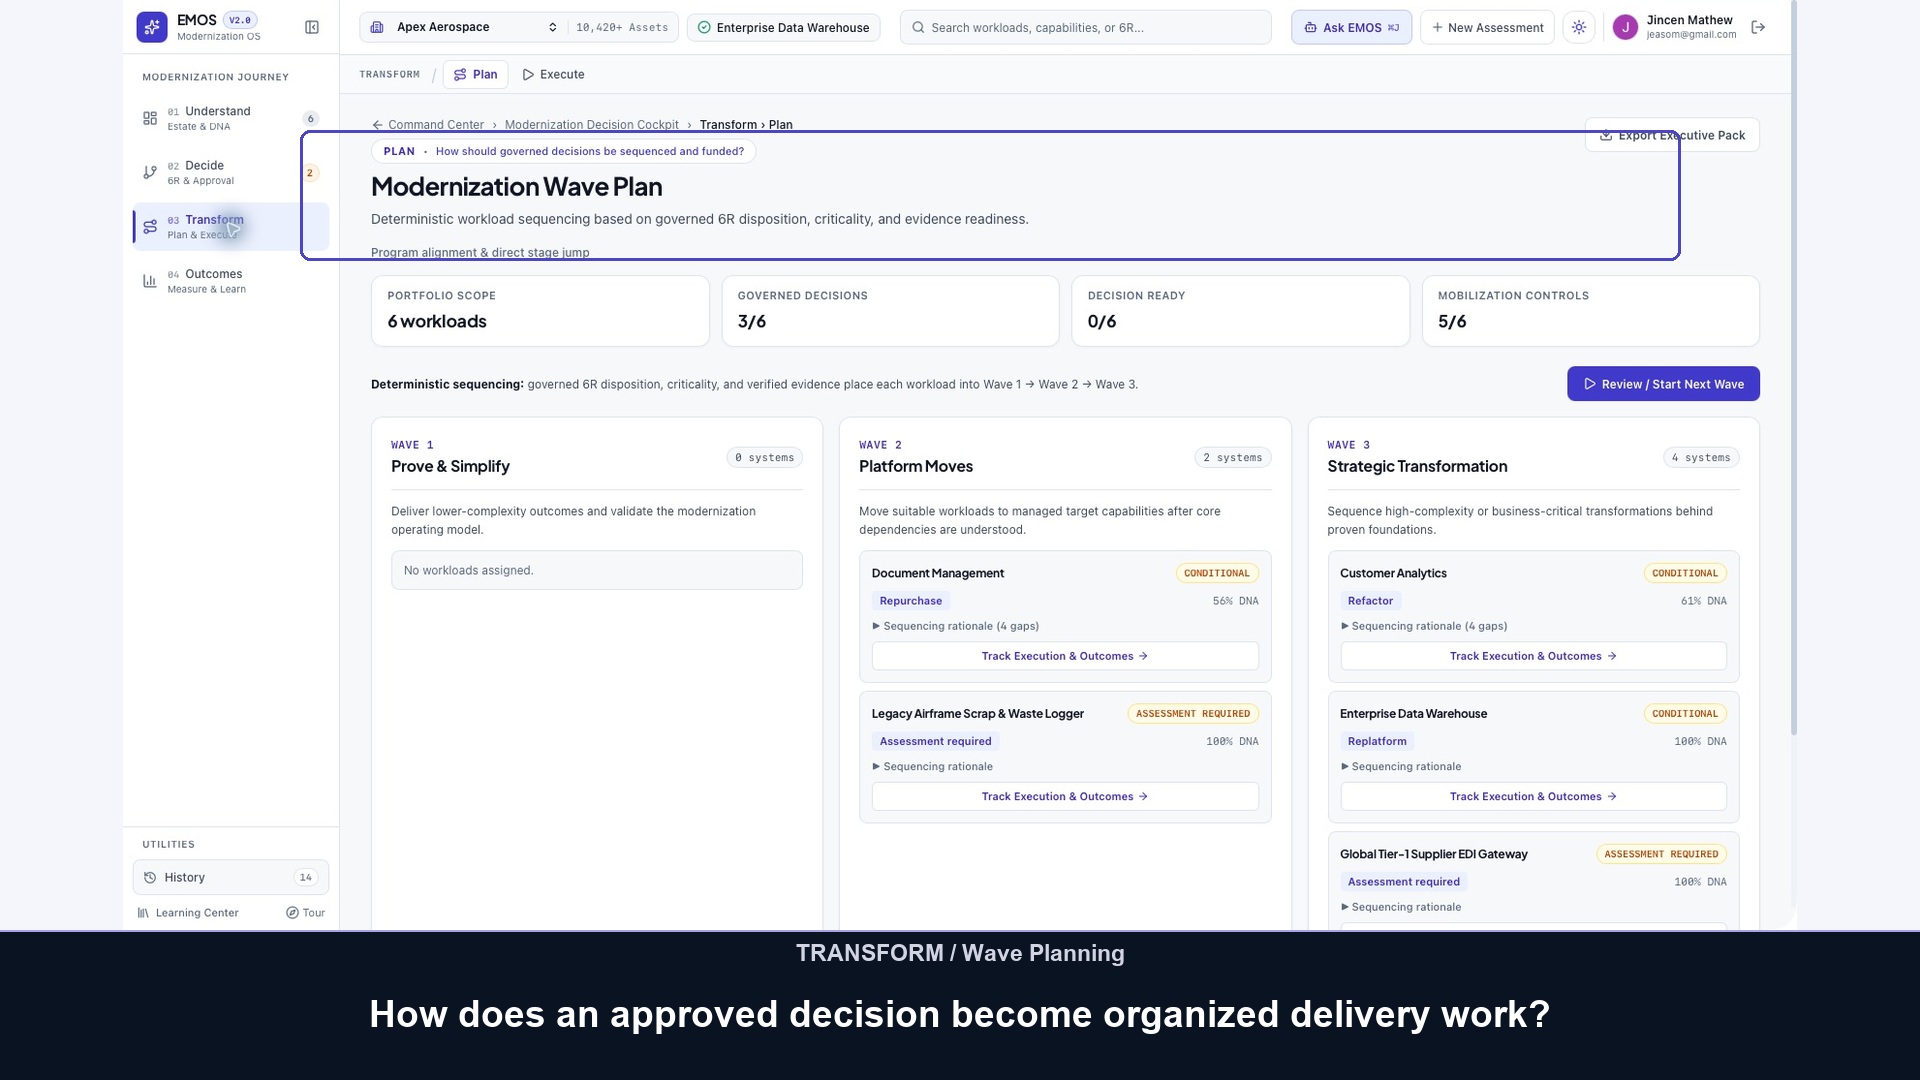 EMOS V2.0
Modernization OS
Apex Aerospace
10,420+ Assets
Enterprise Data Warehouse
Search workloads, capabilities, or 6R...
Ask EMOS ⌘J
New Assessment
J
Jincen Mathew
jeasom@gmail.com
MODERNIZATION JOURNEY
01 Understand
Estate & DNA
6
02 Decide
6R & Approval
2
03 Transform
Plan & Execute
04 Outcomes
Measure & Learn
UTILITIES
History 14
Learning Center
Tour
TRANSFORM / Plan Execute
← Command Center › Modernization Decision Cockpit › Transform › Plan
Export Executive Pack
PLAN · How should governed decisions be sequenced and funded?
Modernization Wave Plan
Deterministic workload sequencing based on governed 6R disposition, criticality, and evidence readiness.
Program alignment & direct stage jump
PORTFOLIO SCOPE
6 workloads
GOVERNED DECISIONS
3/6
DECISION READY
0/6
MOBILIZATION CONTROLS
5/6
Deterministic sequencing: governed 6R disposition, criticality, and verified evidence place each workload into Wave 1 → Wave 2 → Wave 3.
Review / Start Next Wave
WAVE 1
Prove & Simplify
0 systems
Deliver lower-complexity outcomes and validate the modernization
operating model.
No workloads assigned.
WAVE 2
Platform Moves
2 systems
Move suitable workloads to managed target capabilities after core
dependencies are understood.
Document Management CONDITIONAL
Repurchase 56% DNA
▶ Sequencing rationale (4 gaps)
Track Execution & Outcomes →
Legacy Airframe Scrap & Waste Logger ASSESSMENT REQUIRED
Assessment required 100% DNA
▶ Sequencing rationale
Track Execution & Outcomes →
WAVE 3
Strategic Transformation
4 systems
Sequence high-complexity or business-critical transformations behind
proven foundations.
Customer Analytics CONDITIONAL
Refactor 61% DNA
▶ Sequencing rationale (4 gaps)
Track Execution & Outcomes →
Enterprise Data Warehouse CONDITIONAL
Replatform 100% DNA
▶ Sequencing rationale
Track Execution & Outcomes →
Global Tier-1 Supplier EDI Gateway ASSESSMENT REQUIRED
Assessment required 100% DNA
▶ Sequencing rationale
TRANSFORM / Wave Planning
How does an approved decision become organized delivery work?